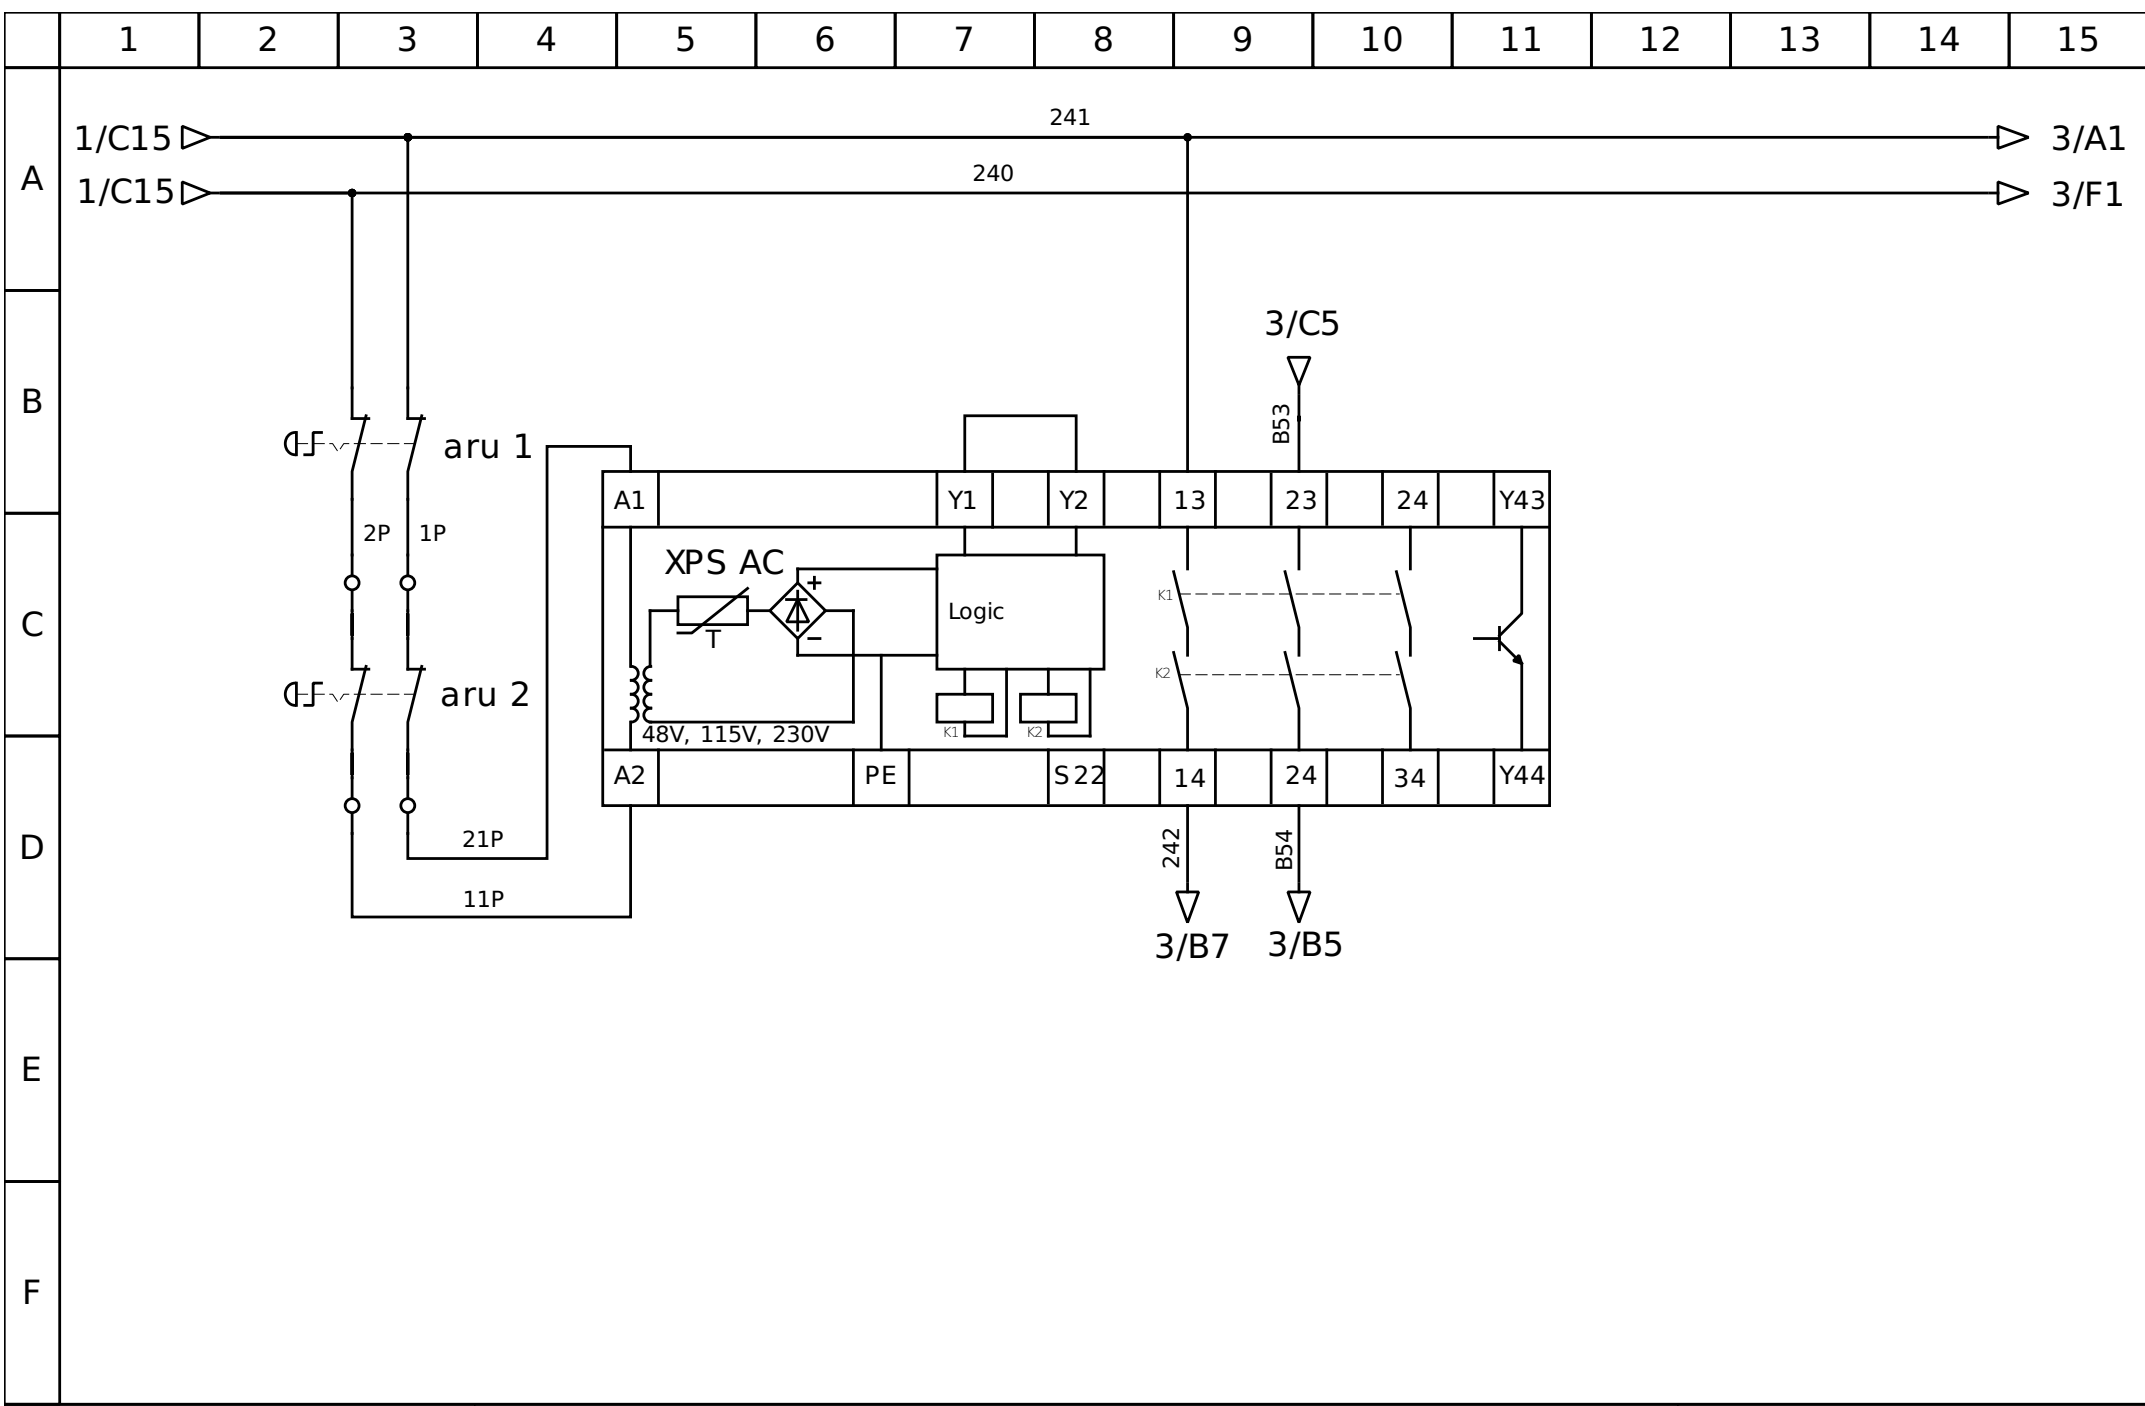 1 2 3 4 5 6 7 8 9 10 11 12 13 14 15
241
1/C15 3/A1
A
240
1/C15 3/F1
3/C5
B
B53
aru 1
A1 Y1 Y2 13 23 24 Y43
2P 1P
XPS AC
+
K1
C
Logic
T
−
K2
aru 2
48V, 115V, 230V
K1 K2
A2 PE S22 14 24 34 Y44
21P
D
242 B54
11P
3/B7 3/B5
E
F